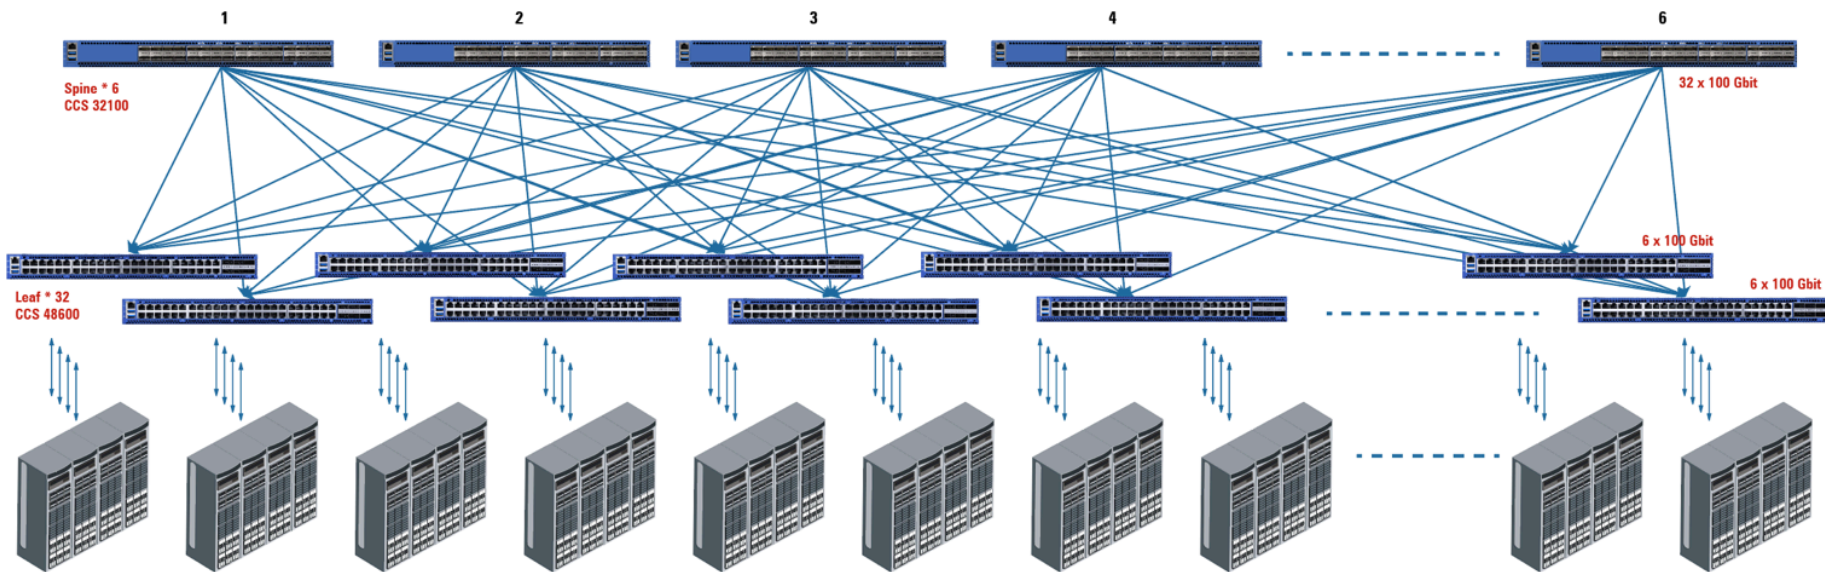 1
2
3
4
6
Spine * 6
CCS 32100
32 x 100 Gbit
6 x 100 Gbit
Leaf * 32
CCS 48600
6 x 100 Gbit